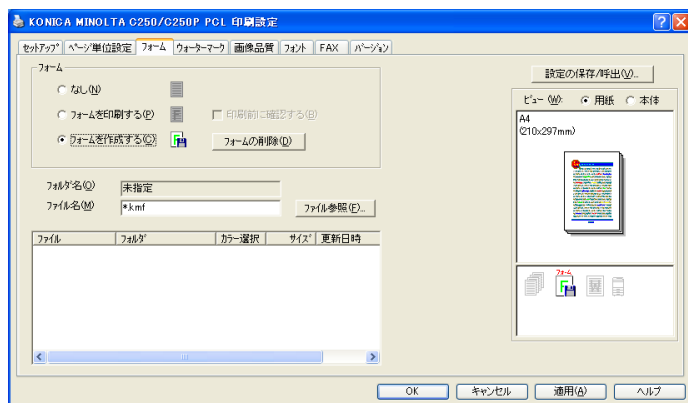 KONICA MINOLTA C250/C250P PCL 印刷設定
セットアップ ページ単位設定 フォーム ウォーターマーク 画像品質 フォント FAX バージョン
フォーム
なし(N)
フォームを印刷する(P) 印刷前に確認する(B)
フォームを作成する(C) フォームの削除(D)
フォルダ名(O) 未指定
ファイル名(M) *.kmf ファイル参照(F)...
ファイル フォルダ カラー選択 サイズ 更新日時
設定の保存/呼出(V)...
ビュー(W): 用紙 本体
A4
(210x297mm)
フォーム
OK キャンセル 適用(A) ヘルプ